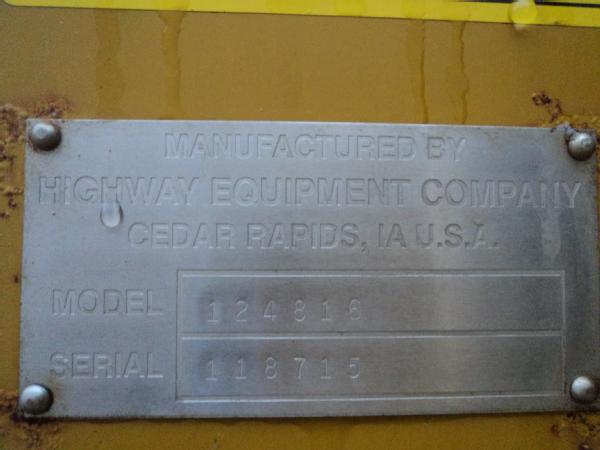 MANUFACTURED BY
HIGHWAY EQUIPMENT COMPANY
CEDAR RAPIDS, IA U.S.A.
MODEL 124816
SERIAL 118715